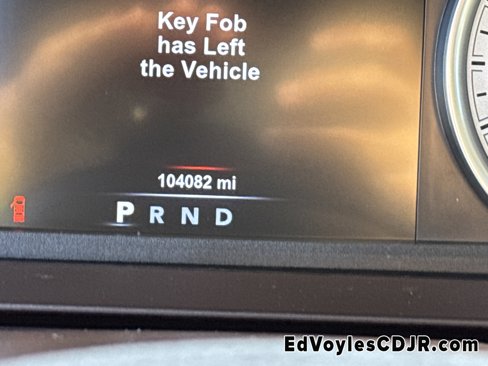 Key Fob
has Left
the Vehicle
104082 mi
P R N D
EdVoylesCDJR.com